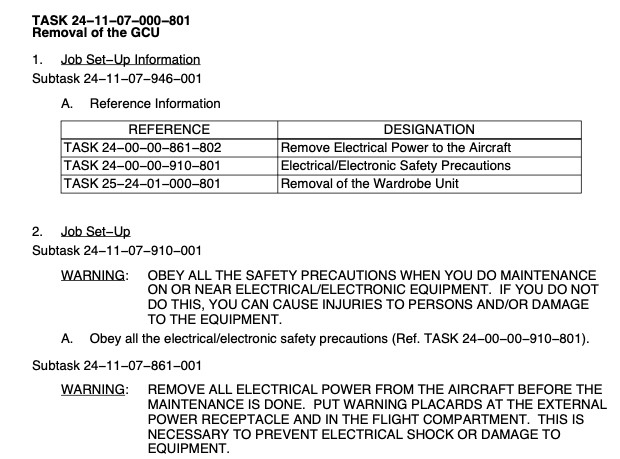 TASK 24−11−07−000−801
Removal of the GCU
1. Job Set−Up Information
Subtask 24−11−07−946−001
A. Reference Information
REFERENCE DESIGNATION
TASK 24−00−00−861−802 Remove Electrical Power to the Aircraft
TASK 24−00−00−910−801 Electrical/Electronic Safety Precautions
TASK 25−24−01−000−801 Removal of the Wardrobe Unit
2. Job Set−Up
Subtask 24−11−07−910−001
WARNING: OBEY ALL THE SAFETY PRECAUTIONS WHEN YOU DO MAINTENANCE
ON OR NEAR ELECTRICAL/ELECTRONIC EQUIPMENT. IF YOU DO NOT
DO THIS, YOU CAN CAUSE INJURIES TO PERSONS AND/OR DAMAGE
TO THE EQUIPMENT.
A. Obey all the electrical/electronic safety precautions (Ref. TASK 24−00−00−910−801).
Subtask 24−11−07−861−001
WARNING: REMOVE ALL ELECTRICAL POWER FROM THE AIRCRAFT BEFORE THE
MAINTENANCE IS DONE. PUT WARNING PLACARDS AT THE EXTERNAL
POWER RECEPTACLE AND IN THE FLIGHT COMPARTMENT. THIS IS
NECESSARY TO PREVENT ELECTRICAL SHOCK OR DAMAGE TO
EQUIPMENT.